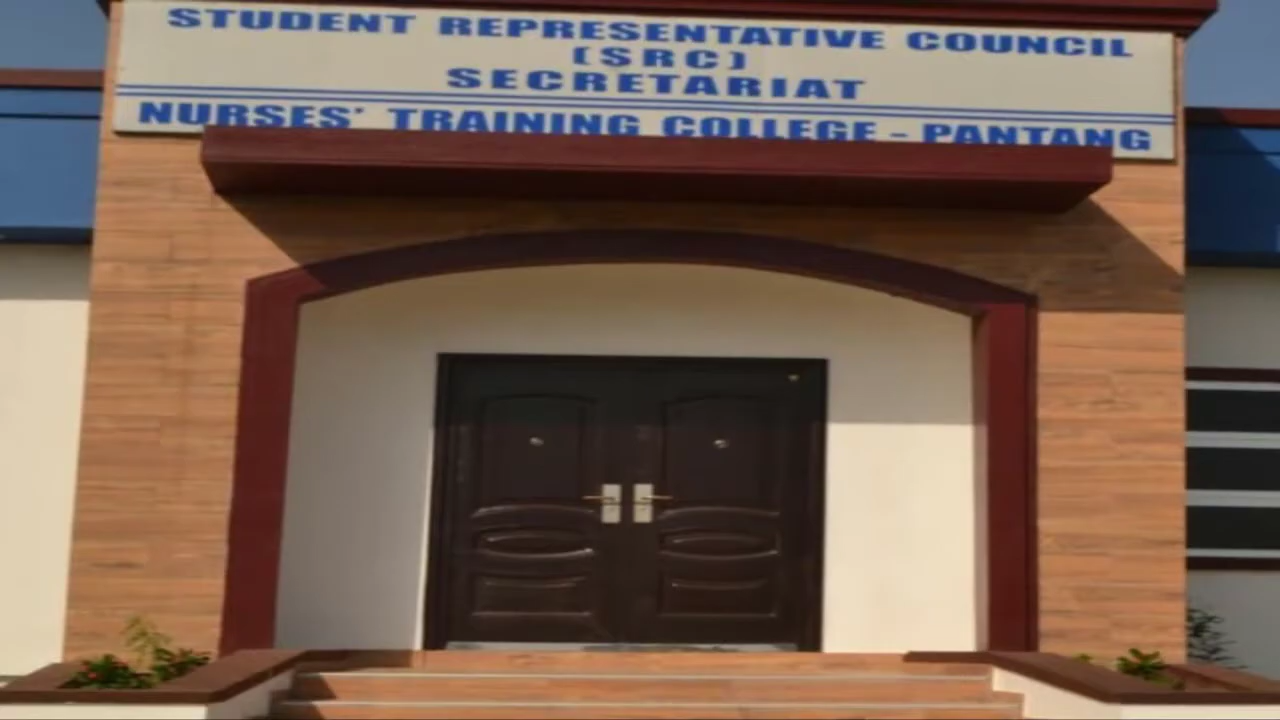 STUDENT REPRESENTATIVE COUNCIL
(SRC)
SECRETARIAT
NURSES' TRAINING COLLEGE - PANTANG